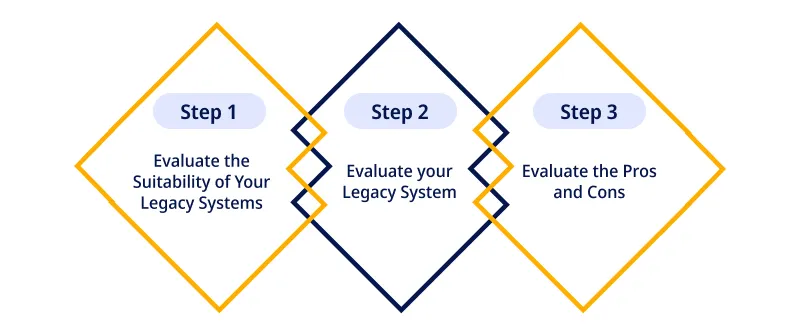 Step 1
Evaluate the
Suitability of Your
Legacy Systems
Step 2
Evaluate your
Legacy System
Step 3
Evaluate the Pros
and Cons